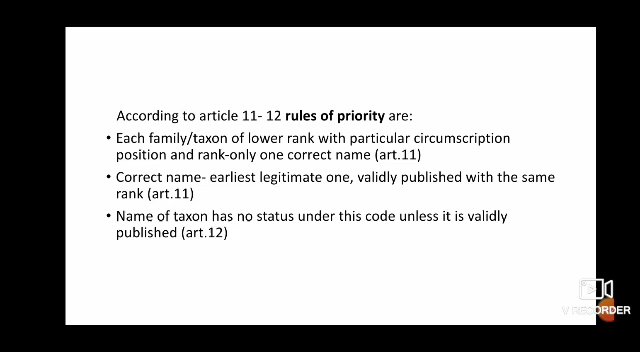 According to article 11- 12 rules of priority are:
• Each family/taxon of lower rank with particular circumscription
position and rank-only one correct name (art.11)
• Correct name- earliest legitimate one, validly published with the same
rank (art.11)
• Name of taxon has no status under this code unless it is validly
published (art.12)
V RECORDER